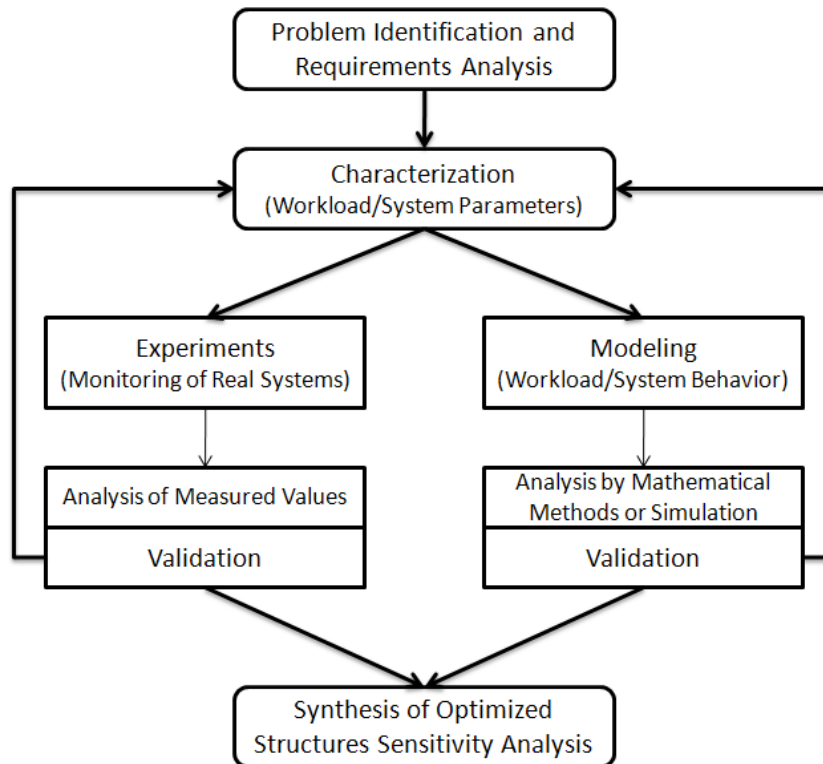 Problem Identification and
Requirements Analysis
Characterization
(Workload/System Parameters)
Experiments
(Monitoring of Real Systems)
Modeling
(Workload/System Behavior)
Analysis of Measured Values
Validation
Analysis by Mathematical
Methods or Simulation
Validation
Synthesis of Optimized
Structures Sensitivity Analysis